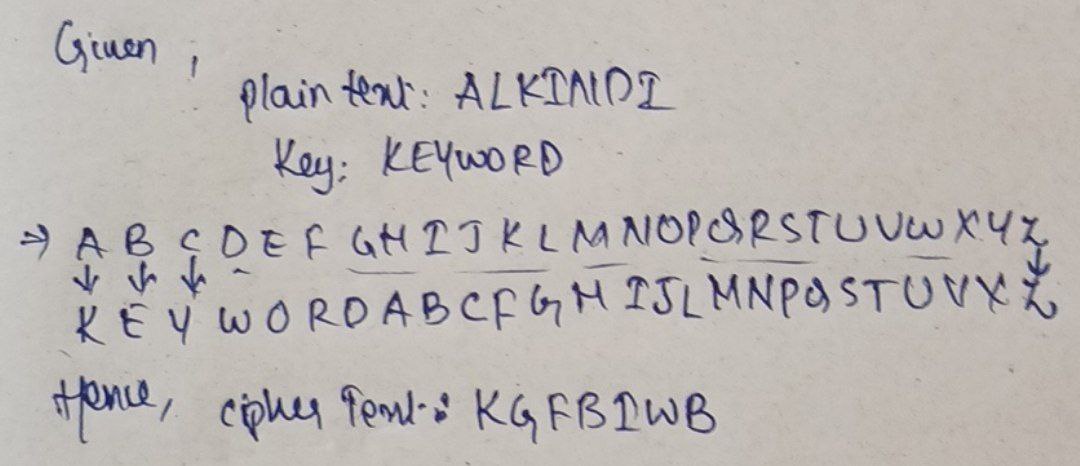 Given,
plain text: ALKINDI
Key: KEYWORD
⇒ A B C D E F G H I J K L M N O P Q R S T U V W X Y Z
↓ ↓ ↓ ↓
K E Y W O R D A B C F G H I J L M N P Q S T U V X Z
Hence, cipher Text: KGFBIWB